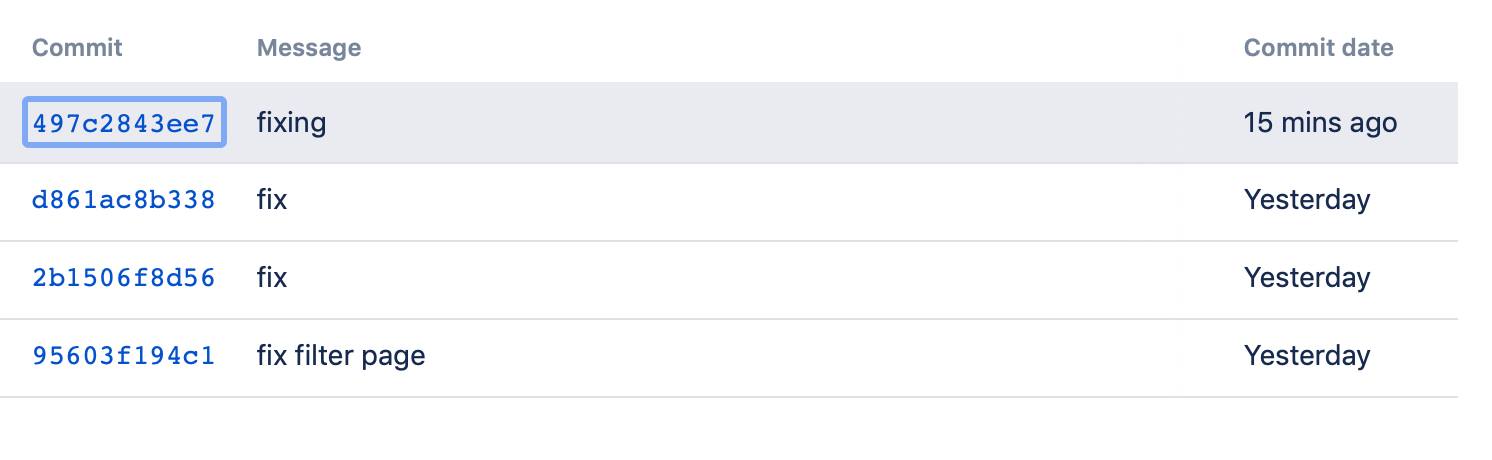 Commit Message Commit date
497c2843ee7 fixing 15 mins ago
d861ac8b338 fix Yesterday
2b1506f8d56 fix Yesterday
95603f194c1 fix filter page Yesterday